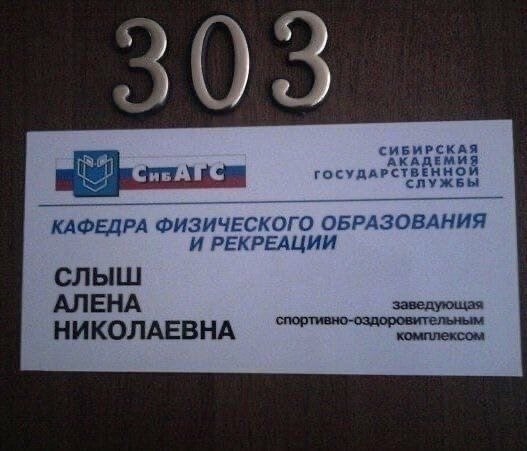 303
СибАГС
СИБИРСКАЯ
АКАДЕМИЯ
ГОСУДАРСТВЕННОЙ
СЛУЖБЫ
КАФЕДРА ФИЗИЧЕСКОГО ОБРАЗОВАНИЯ
И РЕКРЕАЦИИ
СЛЫШ
АЛЕНА
НИКОЛАЕВНА
заведующая
спортивно-оздоровительным
комплексом